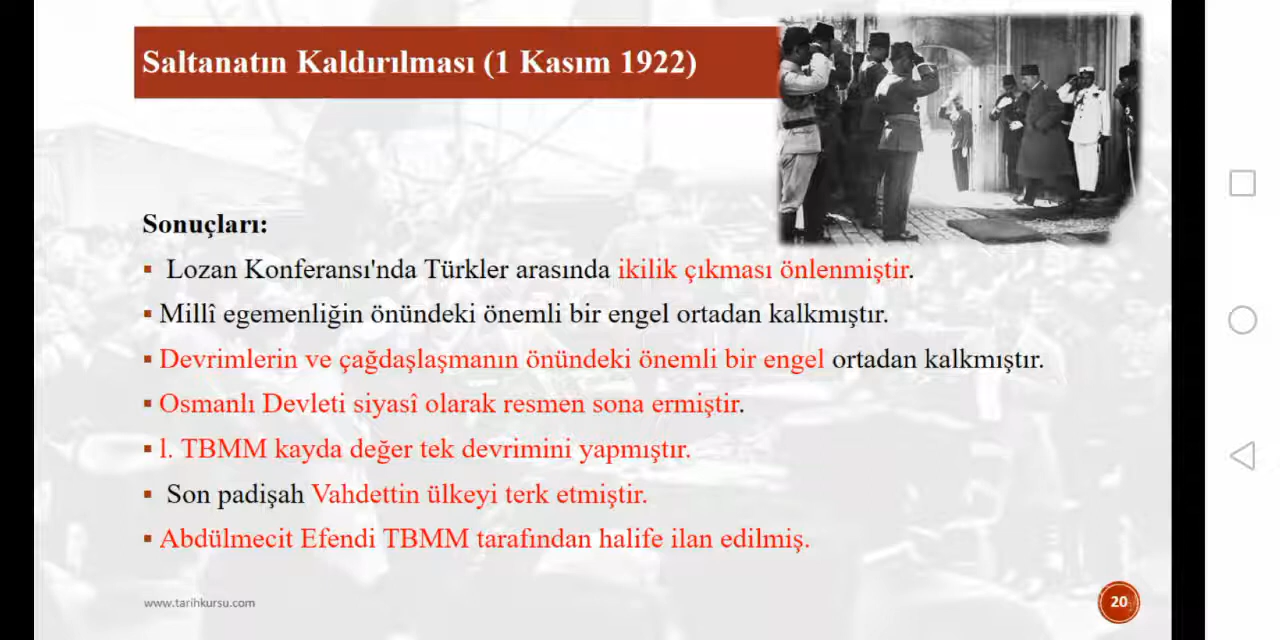 Saltanatın Kaldırılması (1 Kasım 1922)
Sonuçları:
▪ Lozan Konferansı'nda Türkler arasında ikilik çıkması önlenmiştir.
▪ Millî egemenliğin önündeki önemli bir engel ortadan kalkmıştır.
▪ Devrimlerin ve çağdaşlaşmanın önündeki önemli bir engel ortadan kalkmıştır.
▪ Osmanlı Devleti siyasî olarak resmen sona ermiştir.
▪ l. TBMM kayda değer tek devrimini yapmıştır.
▪ Son padişah Vahdettin ülkeyi terk etmiştir.
▪ Abdülmecit Efendi TBMM tarafından halife ilan edilmiş.
www.tarihkursu.com
20